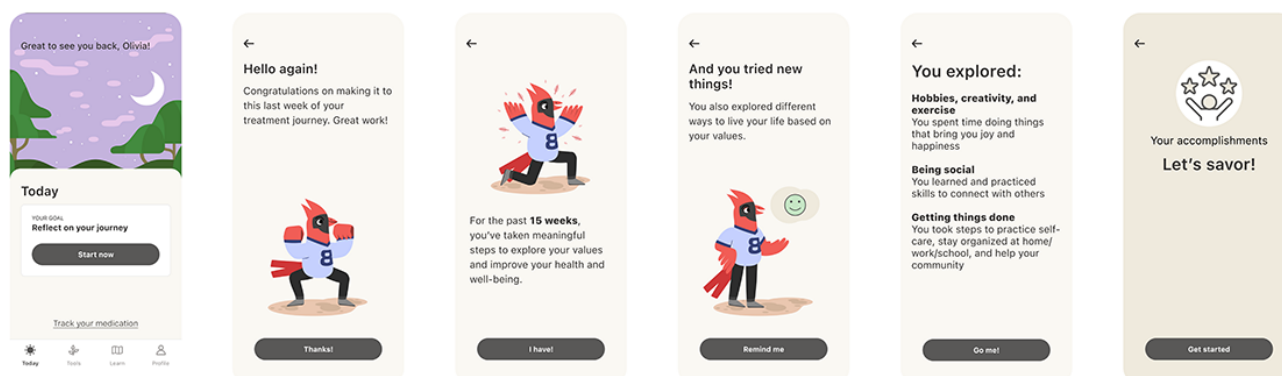 Great to see you back, Olivia!
Today
YOUR GOAL
Reflect on your journey
Start now
Track your medication
Today
Tools
Learn
Profile
Hello again!
Congratulations on making it to
this last week of your
treatment journey. Great work!
8
Thanks!
8
For the past 15 weeks,
you've taken meaningful
steps to explore your values
and improve your health and
well-being.
I have!
And you tried new
things!
You also explored different
ways to live your life based on
your values.
8
Remind me
You explored:
Hobbies, creativity, and
exercise
You spent time doing things
that bring you joy and
happiness
Being social
You learned and practiced
skills to connect with others
Getting things done
You took steps to practice self-
care, stay organized at home/
work/school, and help your
community
Go me!
Your accomplishments
Let's savor!
Get started